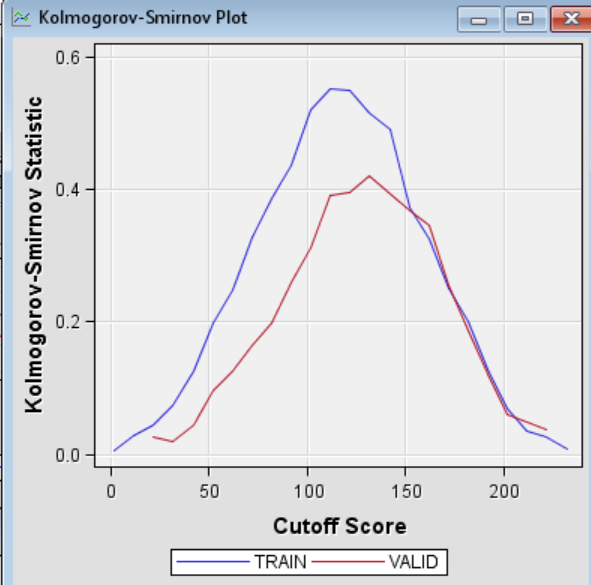 Kolmogorov-Smirnov Plot
Kolmogorov-Smirnov Statistic
0.6
0.4
0.2
0.0
0 50 100 150 200
Cutoff Score
TRAIN VALID